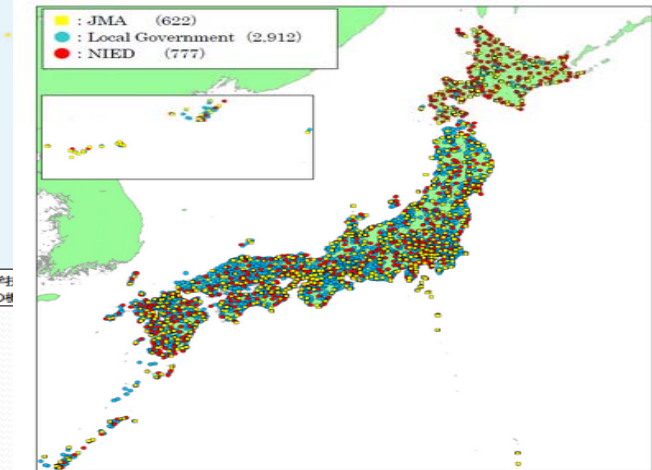 : JMA (622)
: Local Government (2,912)
: NIED (777)